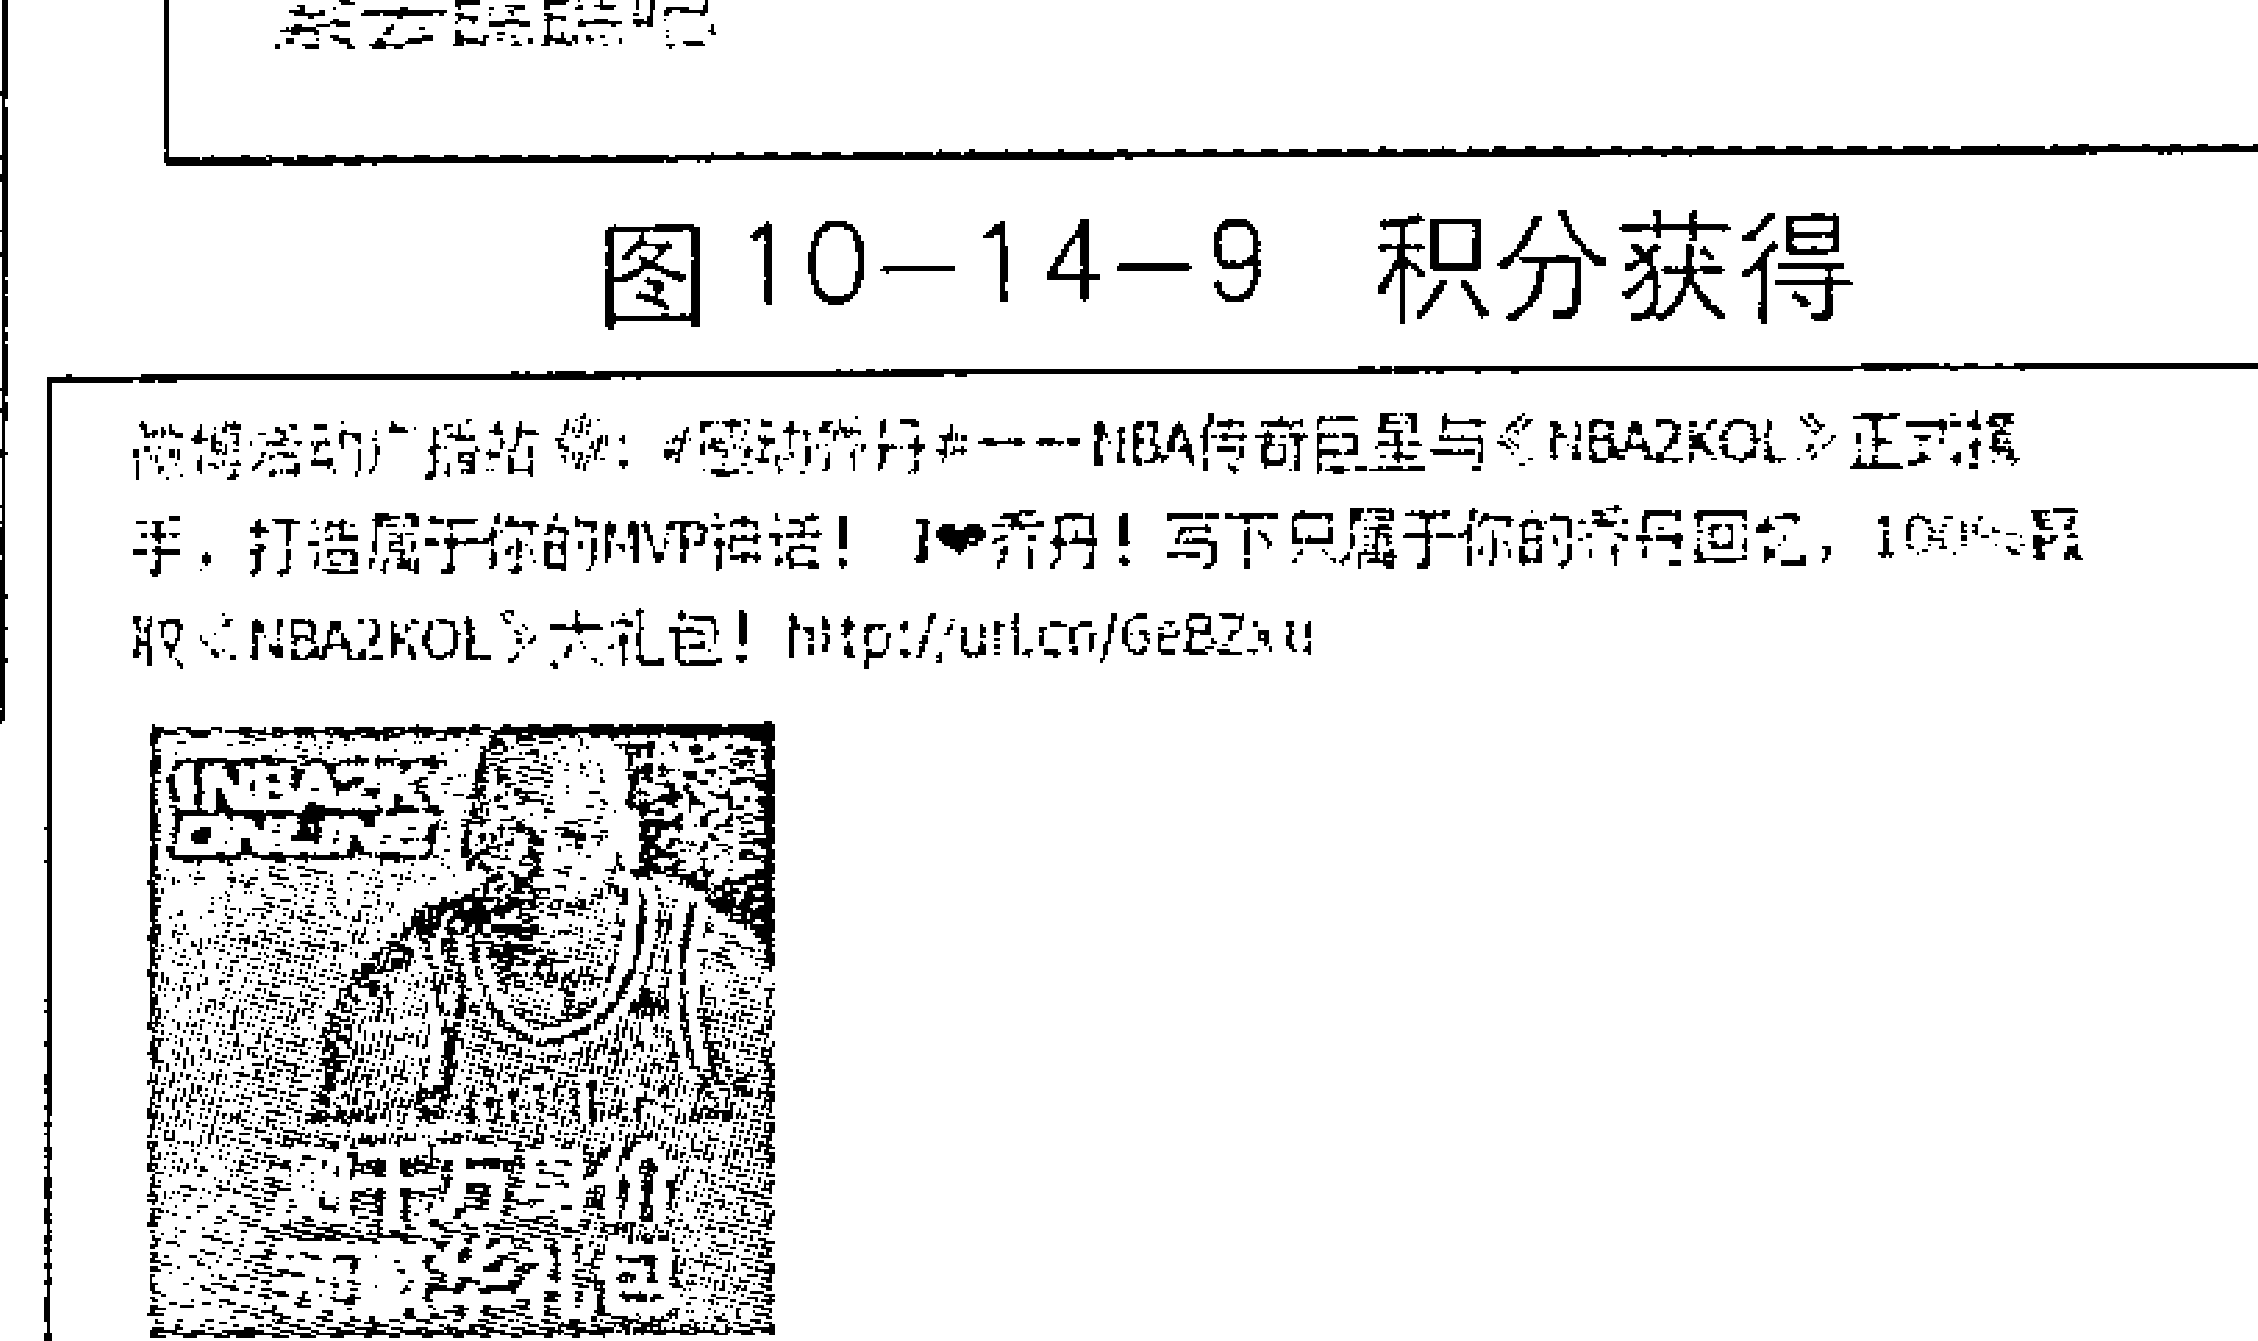 图10-14-9 积分获得
微博活动广播站: #感动乔丹#——NBA传奇巨星与《NBA2KOL》正式携
手，打造属于你的MVP神话！ I❤乔丹！写下只属于你的乔丹回忆，100%领
取《NBA2KOL》大礼包！